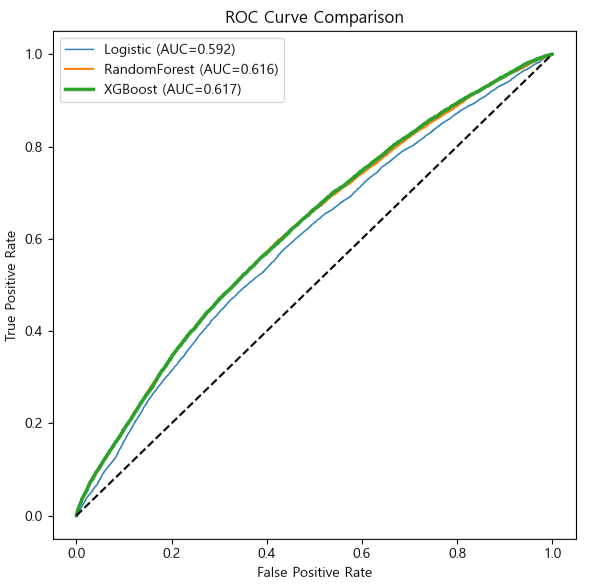 ROC Curve Comparison
Logistic (AUC=0.592)
RandomForest (AUC=0.616)
XGBoost (AUC=0.617)
True Positive Rate
1.0
0.8
0.6
0.4
0.2
0.0
0.0 0.2 0.4 0.6 0.8 1.0
False Positive Rate